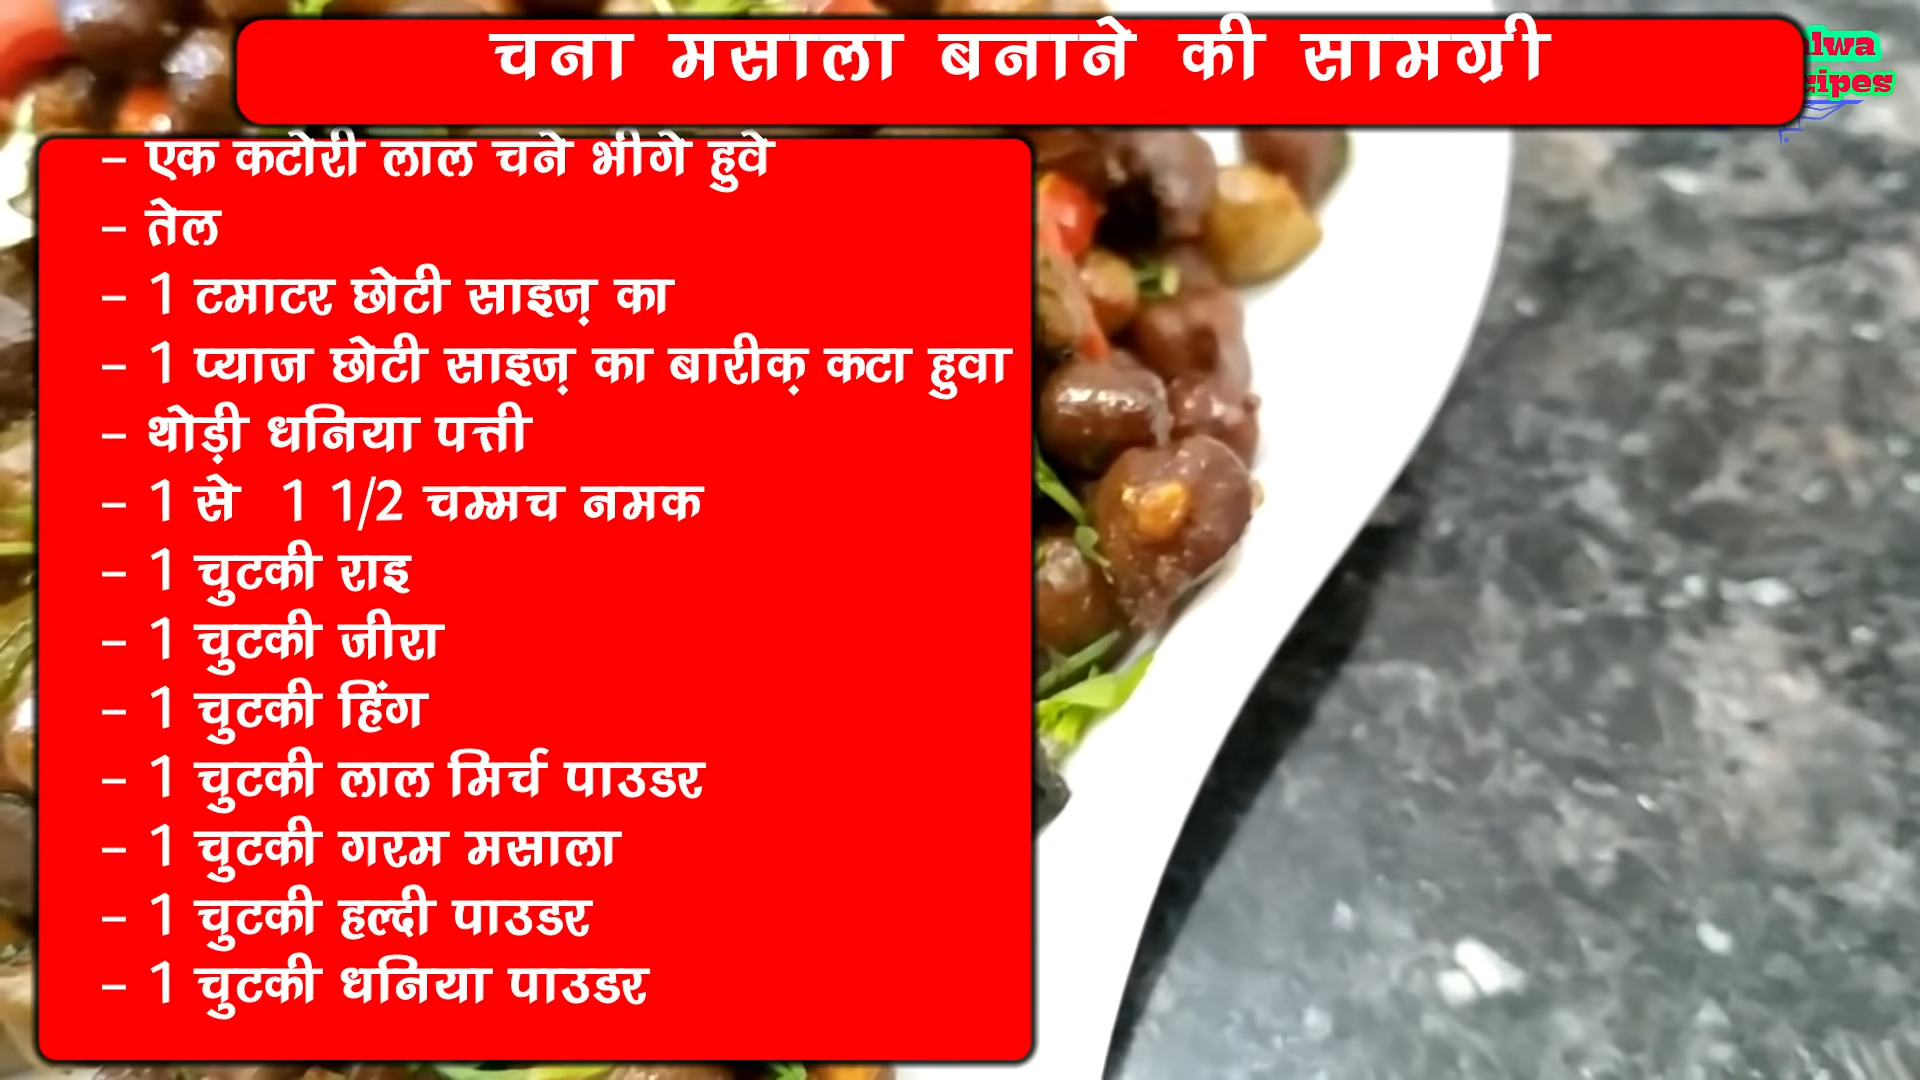 चना मसाला बनाने की सामग्री
– एक कटोरी लाल चने भीगे हुवे
– तेल
– 1 टमाटर छोटी साइज़ का
– 1 प्याज छोटी साइज़ का बारीक़ कटा हुवा
– थोड़ी धनिया पत्ती
– 1 से 1 1/2 चम्मच नमक
– 1 चुटकी राइ
– 1 चुटकी जीरा
– 1 चुटकी हिंग
– 1 चुटकी लाल मिर्च पाउडर
– 1 चुटकी गरम मसाला
– 1 चुटकी हल्दी पाउडर
– 1 चुटकी धनिया पाउडर